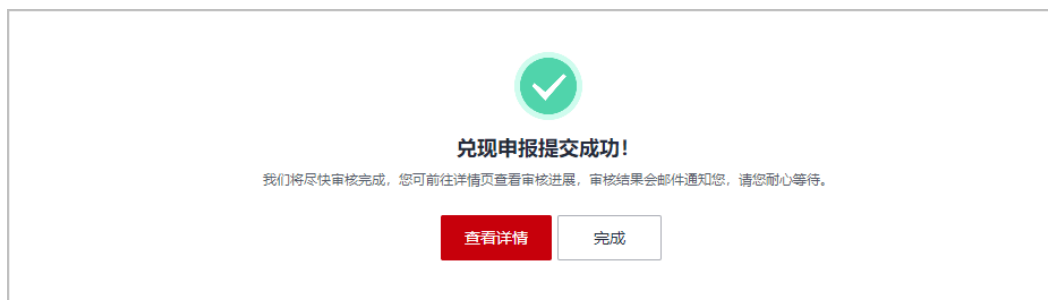 兑现申报提交成功！
我们将尽快审核完成，您可前往详情页查看审核进展，审核结果会邮件通知您，请您耐心等待。
查看详情 完成